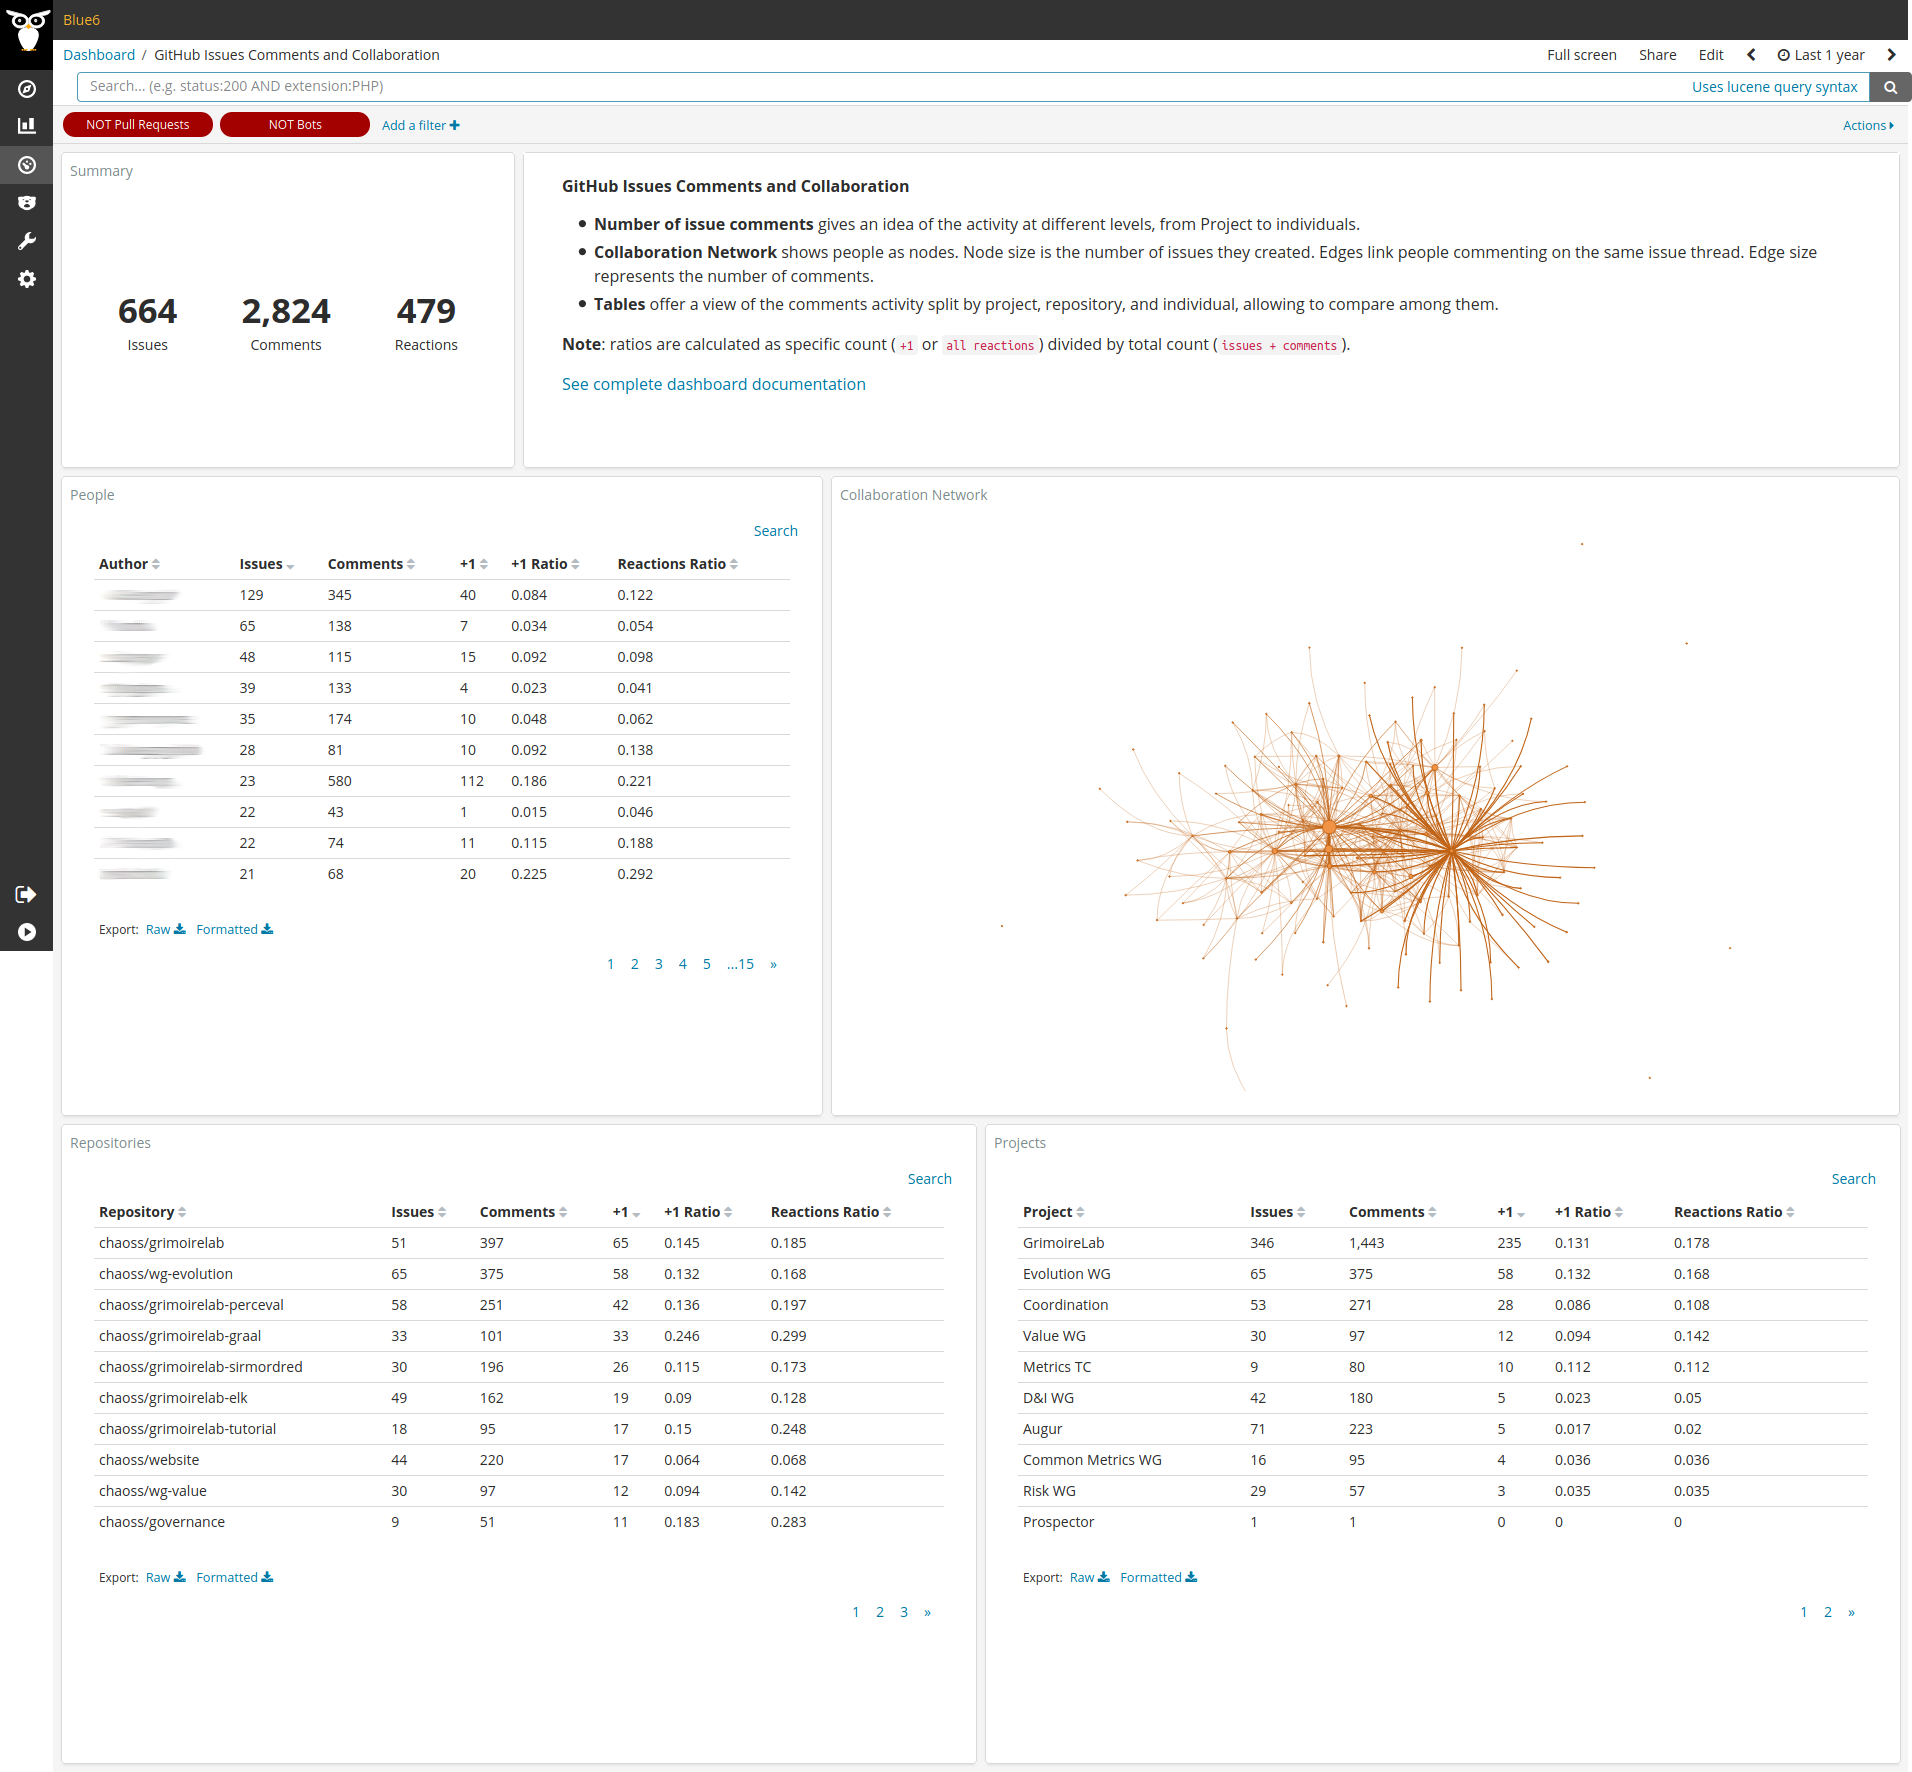 Blue6
Dashboard / GitHub Issues Comments and Collaboration Full screen Share Edit Last 1 year
Search... (e.g. status:200 AND extension:PHP) Uses lucene query syntax
NOT Pull Requests NOT Bots Add a filter Actions
Summary
664 2,824 479
Issues Comments Reactions
GitHub Issues Comments and Collaboration
Number of issue comments gives an idea of the activity at different levels, from Project to individuals.
Collaboration Network shows people as nodes. Node size is the number of issues they created. Edges link people commenting on the same issue thread. Edge size
represents the number of comments.
Tables offer a view of the comments activity split by project, repository, and individual, allowing to compare among them.
Note: ratios are calculated as specific count ( +1 or all reactions ) divided by total count ( issues + comments ).
See complete dashboard documentation
People
Search
Author Issues Comments +1 +1 Ratio Reactions Ratio
129 345 40 0.084 0.122
65 138 7 0.034 0.054
48 115 15 0.092 0.098
39 133 4 0.023 0.041
35 174 10 0.048 0.062
28 81 10 0.092 0.138
23 580 112 0.186 0.221
22 43 1 0.015 0.046
22 74 11 0.115 0.188
21 68 20 0.225 0.292
Export: Raw Formatted
1 2 3 4 5 ...15 »
Collaboration Network
Repositories
Search
Repository Issues Comments +1 +1 Ratio Reactions Ratio
chaoss/grimoirelab 51 397 65 0.145 0.185
chaoss/wg-evolution 65 375 58 0.132 0.168
chaoss/grimoirelab-perceval 58 251 42 0.136 0.197
chaoss/grimoirelab-graal 33 101 33 0.246 0.299
chaoss/grimoirelab-sirmordred 30 196 26 0.115 0.173
chaoss/grimoirelab-elk 49 162 19 0.09 0.128
chaoss/grimoirelab-tutorial 18 95 17 0.15 0.248
chaoss/website 44 220 17 0.064 0.068
chaoss/wg-value 30 97 12 0.094 0.142
chaoss/governance 9 51 11 0.183 0.283
Export: Raw Formatted
1 2 3 »
Projects
Search
Project Issues Comments +1 +1 Ratio Reactions Ratio
GrimoireLab 346 1,443 235 0.131 0.178
Evolution WG 65 375 58 0.132 0.168
Coordination 53 271 28 0.086 0.108
Value WG 30 97 12 0.094 0.142
Metrics TC 9 80 10 0.112 0.112
D&I WG 42 180 5 0.023 0.05
Augur 71 223 5 0.017 0.02
Common Metrics WG 16 95 4 0.036 0.036
Risk WG 29 57 3 0.035 0.035
Prospector 1 1 0 0 0
Export: Raw Formatted
1 2 »